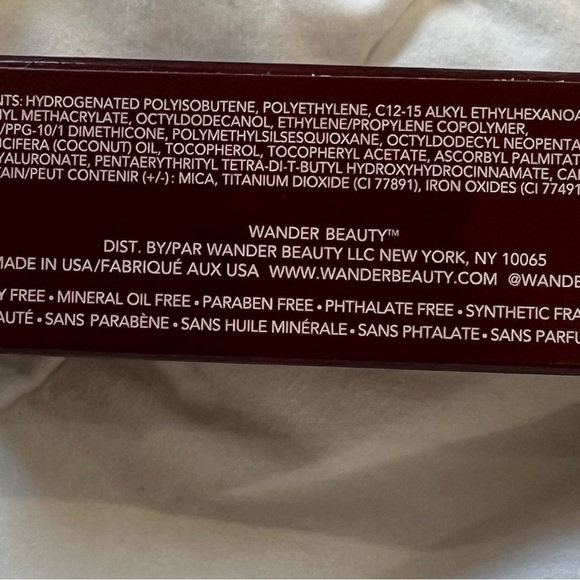 NTS: HYDROGENATED POLYISOBUTENE, POLYETHYLENE, C12-15 ALKYL ETHYLHEXANOA
YL METHACRYLATE, OCTYLDODECANOL, ETHYLENE/PROPYLENE COPOLYMER,
/PPG-10/1 DIMETHICONE, POLYMETHYLSILSESQUIOXANE, OCTYLDODECYL NEOPENTA
UCIFERA (COCONUT) OIL, TOCOPHEROL, TOCOPHERYL ACETATE, ASCORBYL PALMITAT
YALURONATE, PENTAERYTHRITYL TETRA-DI-T-BUTYL HYDROXYHYDROCINNAMATE, CAP
TAIN/PEUT CONTENIR (+/-): MICA, TITANIUM DIOXIDE (CI 77891), IRON OXIDES (CI 77491
WANDER BEAUTY™
DIST. BY/PAR WANDER BEAUTY LLC NEW YORK, NY 10065
MADE IN USA/FABRIQUÉ AUX USA WWW.WANDERBEAUTY.COM @WANDE
Y FREE • MINERAL OIL FREE • PARABEN FREE • PHTHALATE FREE • SYNTHETIC FRA
AUTÉ • SANS PARABÈNE • SANS HUILE MINÉRALE • SANS PHTALATE • SANS PARFU